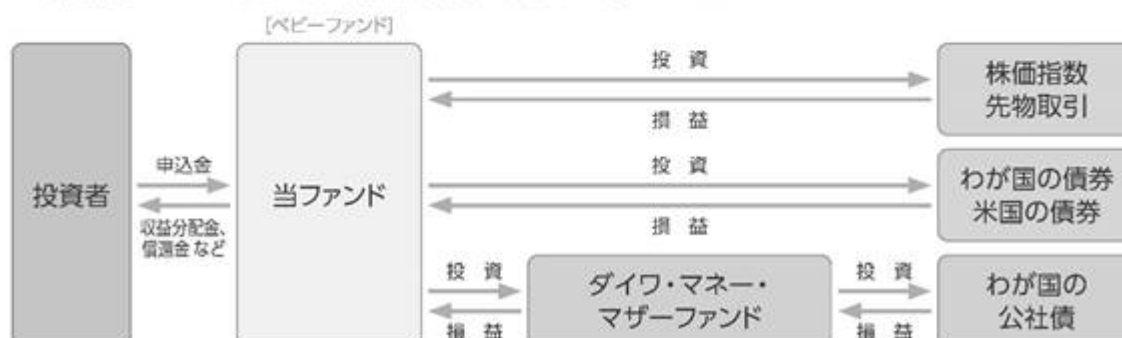 [ベビーファンド]
投資者
申込金
収益分配金、
償還金 など
当ファンド
投 資
損 益
株価指数
先物取引
投 資
損 益
わが国の債券
米国の債券
投 資
損 益
ダイワ・マネー・
マザーファンド
投 資
損 益
わが国の
公社債